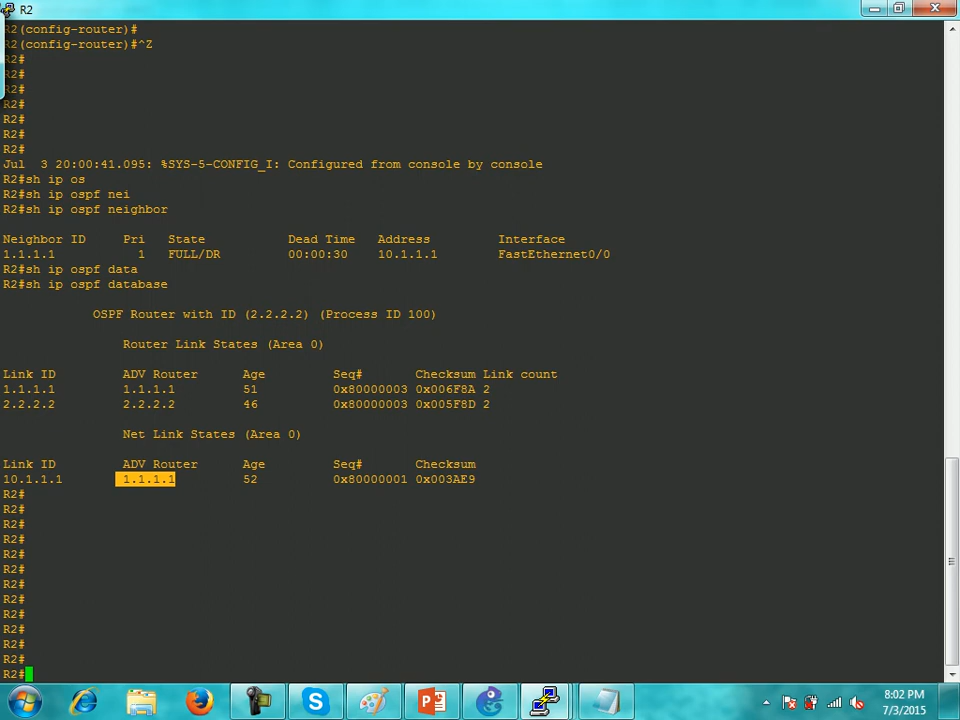 R2
R2(config-router)#
R2(config-router)#^Z
R2#
R2#
R2#
R2#
R2#
R2#
R2#
Jul  3 20:00:41.095: %SYS-5-CONFIG_I: Configured from console by console
R2#sh ip os
R2#sh ip ospf nei
R2#sh ip ospf neighbor
Neighbor ID     Pri   State           Dead Time   Address         Interface
1.1.1.1           1   FULL/DR         00:00:30    10.1.1.1        FastEthernet0/0
R2#sh ip ospf data
R2#sh ip ospf database
OSPF Router with ID (2.2.2.2) (Process ID 100)
Router Link States (Area 0)
Link ID         ADV Router      Age         Seq#       Checksum Link count
1.1.1.1         1.1.1.1         51          0x80000003 0x006F8A 2
2.2.2.2         2.2.2.2         46          0x80000003 0x005F8D 2
Net Link States (Area 0)
Link ID         ADV Router      Age         Seq#       Checksum
10.1.1.1        1.1.1.1         52          0x80000001 0x003AE9
R2#
R2#
R2#
R2#
R2#
R2#
R2#
R2#
R2#
R2#
R2#
R2#
R2#
8:02 PM
7/3/2015